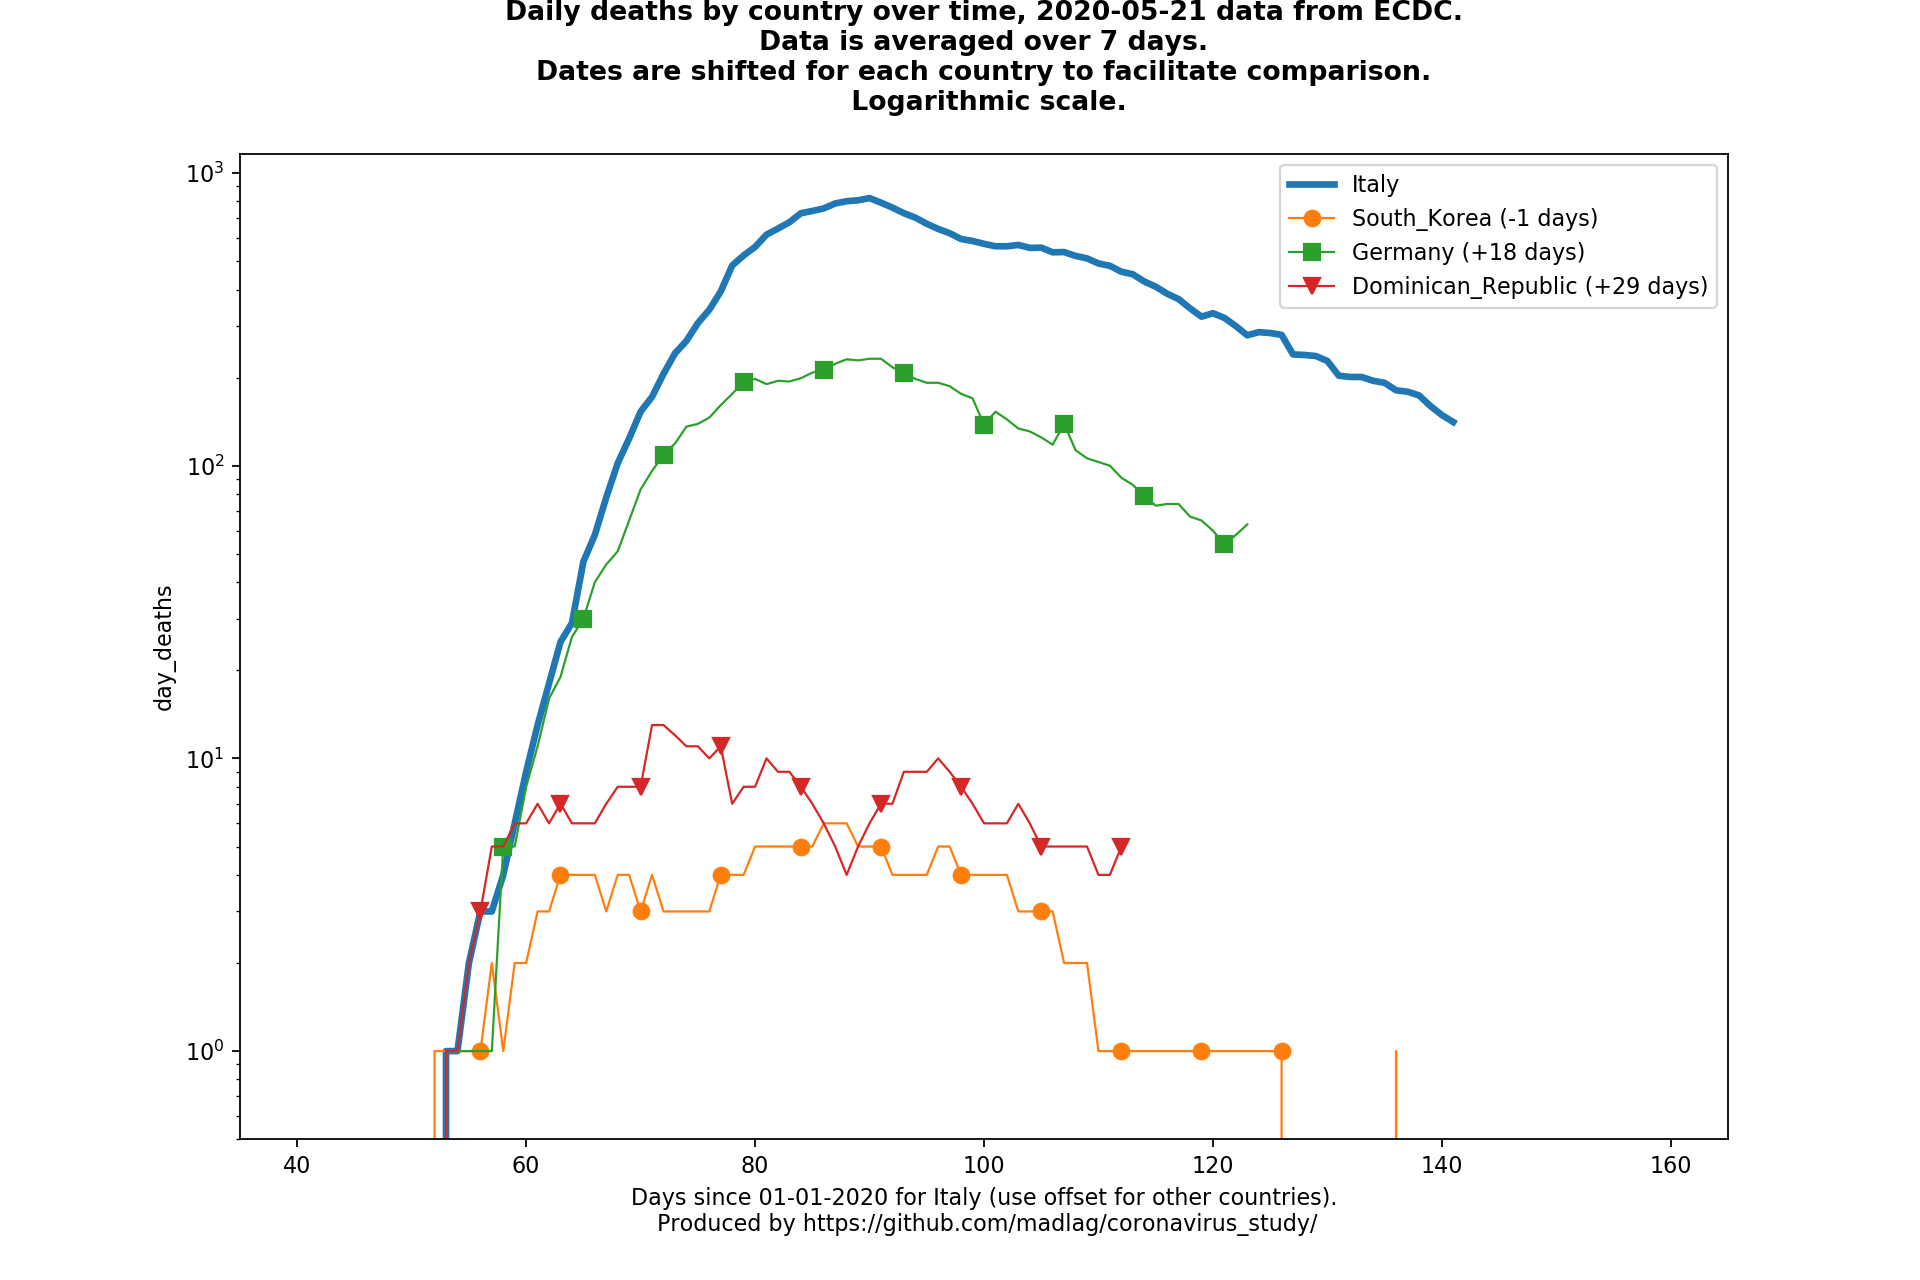 Daily deaths by country over time, 2020-05-21 data from ECDC.
Data is averaged over 7 days.
Dates are shifted for each country to facilitate comparison.
Logarithmic scale.
10³
Italy
South_Korea (-1 days)
Germany (+18 days)
Dominican_Republic (+29 days)
10²
day_deaths
10¹
10⁰
40 60 80 100 120 140 160
Days since 01-01-2020 for Italy (use offset for other countries).
Produced by https://github.com/madlag/coronavirus_study/